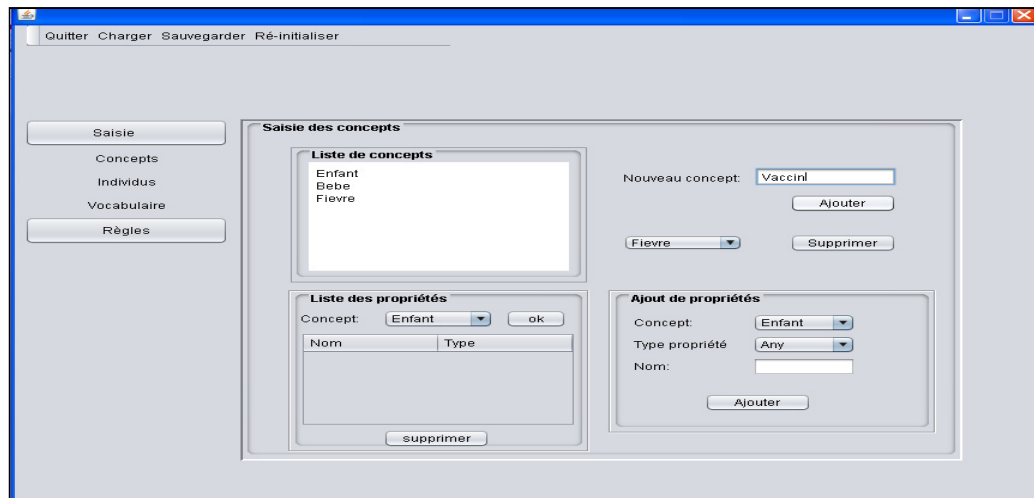 Quitter Charger Sauvegarder Ré-initialiser
Saisie
Concepts
Individus
Vocabulaire
Règles
Saisie des concepts
Liste de concepts
Enfant
Bebe
Fievre
Nouveau concept: Vaccin
Ajouter
Fievre Supprimer
Liste des propriétés
Concept: Enfant ok
Nom Type
supprimer
Ajout de propriétés
Concept: Enfant
Type propriété Any
Nom:
Ajouter